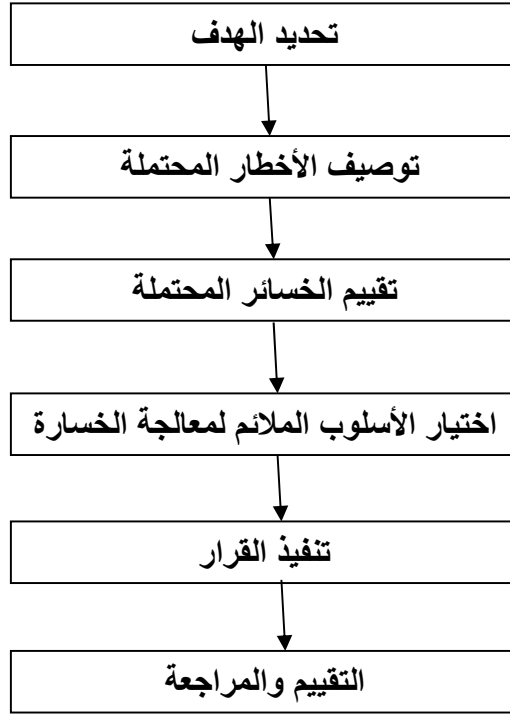 تحديد الهدف
توصيف الأخطار المحتملة
تقييم الخسائر المحتملة
اختيار الأسلوب الملائم لمعالجة الخسارة
تنفيذ القرار
التقييم والمراجعة